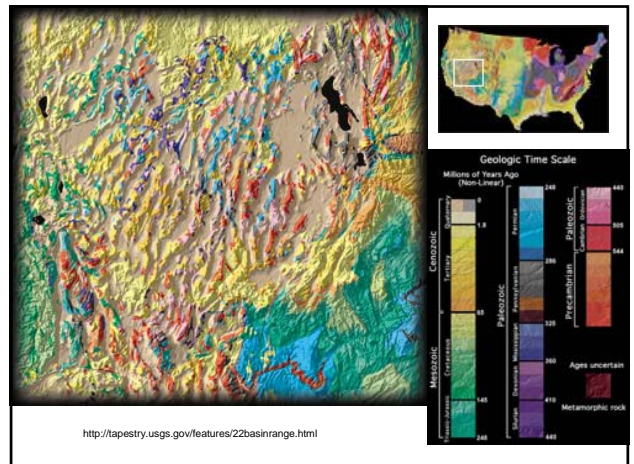 Geologic Time Scale
Millions of Years Ago
(Non-Linear)
Cenozoic
Quaternary
0
1.8
Tertiary
65
Mesozoic
Cretaceous
145
Triassic-Jurassic
248
Paleozoic
Permian
248
286
Pennsylvanian
325
Mississippian
360
Devonian
410
Silurian
440
Paleozoic
Ordovician
440
505
Cambrian
544
Precambrian
Ages uncertain
Metamorphic rock
http://tapestry.usgs.gov/features/22basinrange.html